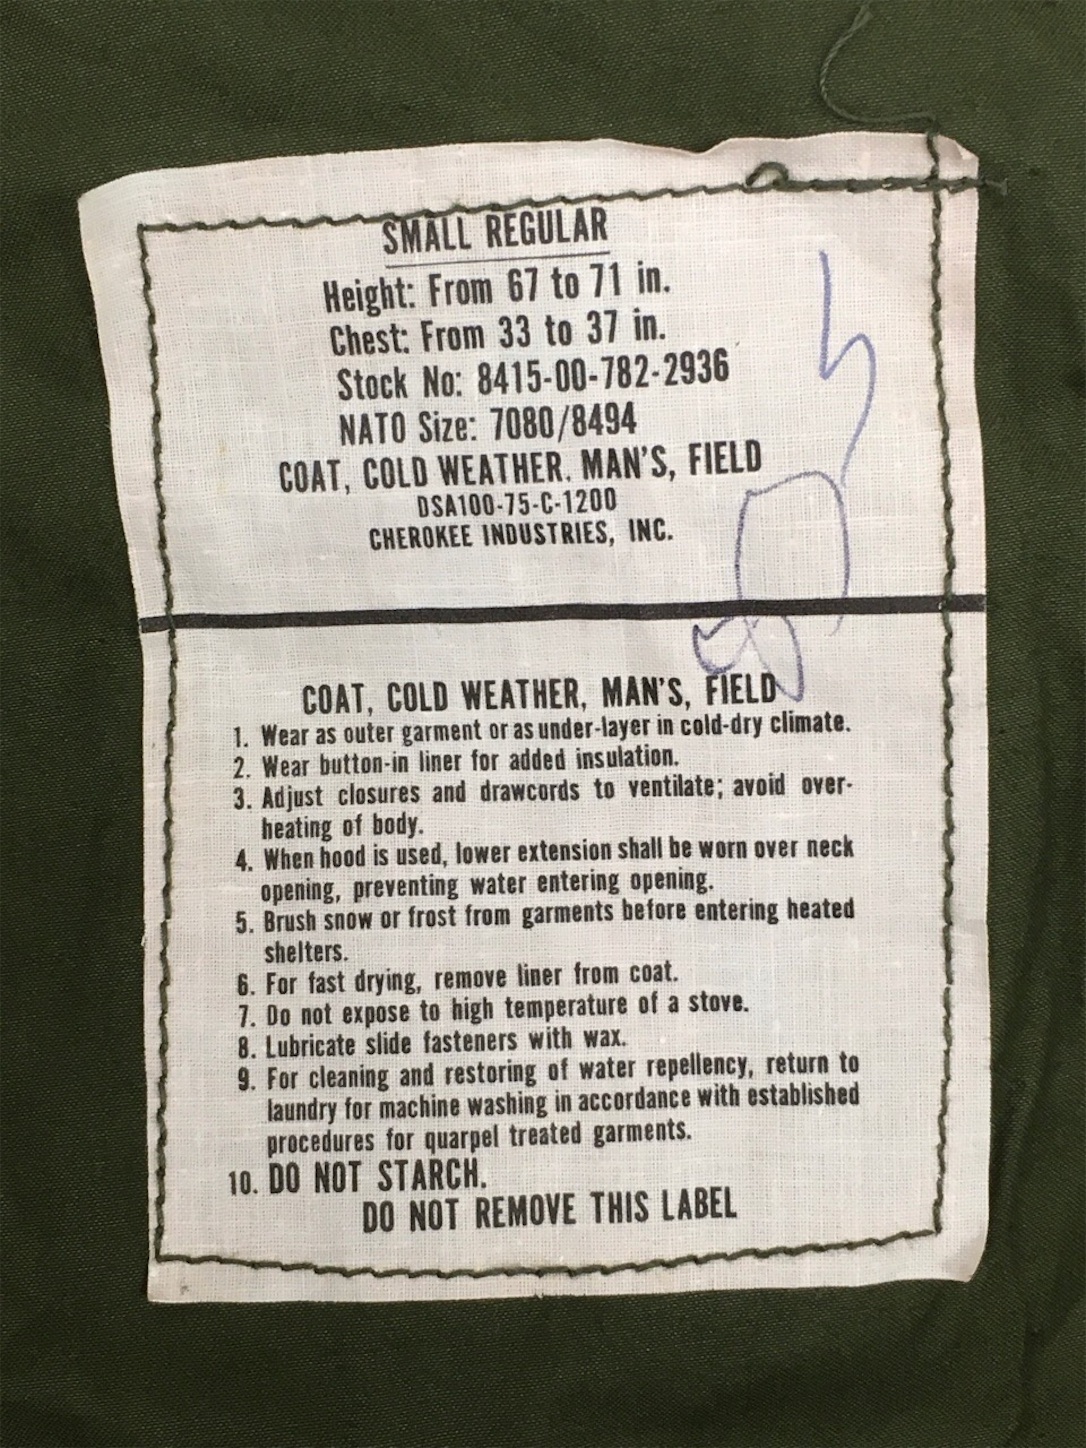 SMALL REGULAR
Height: From 67 to 71 in.
Chest: From 33 to 37 in.
Stock No: 8415-00-782-2936
NATO Size: 7080/8494
COAT, COLD WEATHER. MAN'S, FIELD
DSA100-75-C-1200
CHEROKEE INDUSTRIES, INC.
COAT, COLD WEATHER, MAN'S, FIELD
1. Wear as outer garment or as under-layer in cold-dry climate.
2. Wear button-in liner for added insulation.
3. Adjust closures and drawcords to ventilate; avoid over-
heating of body.
4. When hood is used, lower extension shall be worn over neck
opening, preventing water entering opening.
5. Brush snow or frost from garments before entering heated
shelters.
6. For fast drying, remove liner from coat.
7. Do not expose to high temperature of a stove.
8. Lubricate slide fasteners with wax.
9. For cleaning and restoring of water repellency, return to
laundry for machine washing in accordance with established
procedures for quarpel treated garments.
10. DO NOT STARCH.
DO NOT REMOVE THIS LABEL